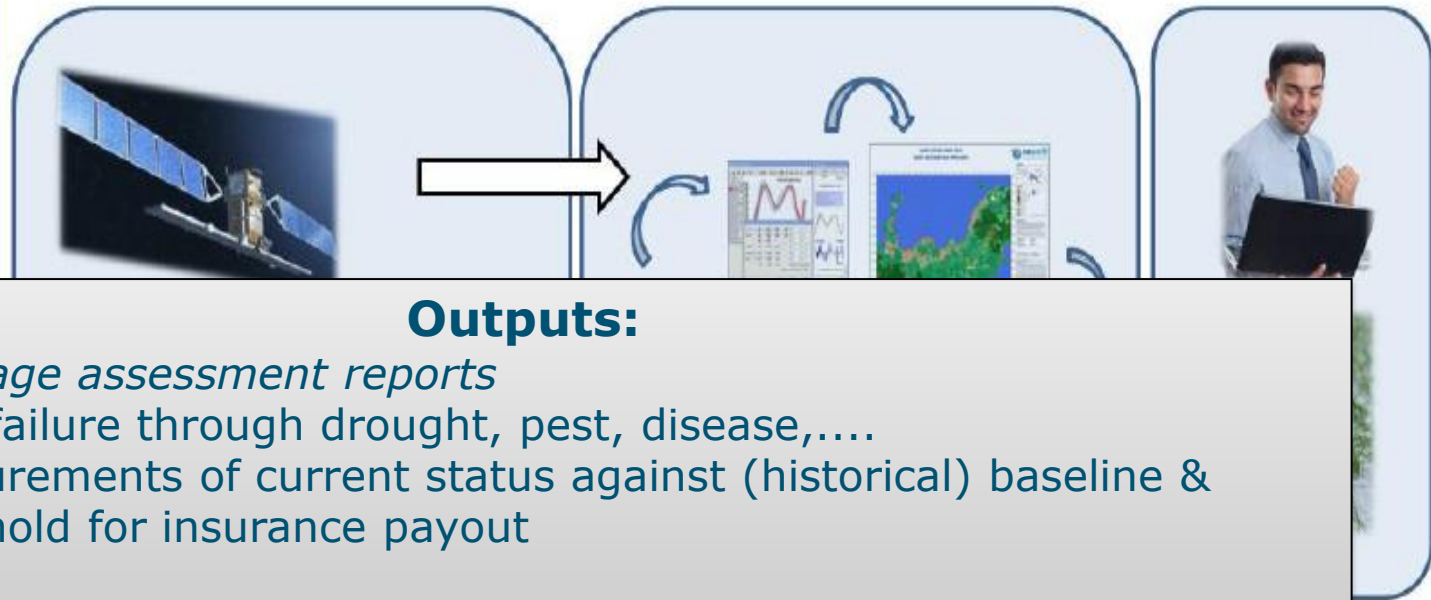 Outputs:
age assessment reports
failure through drought, pest, disease,....
urements of current status against (historical) baseline &
hold for insurance payout